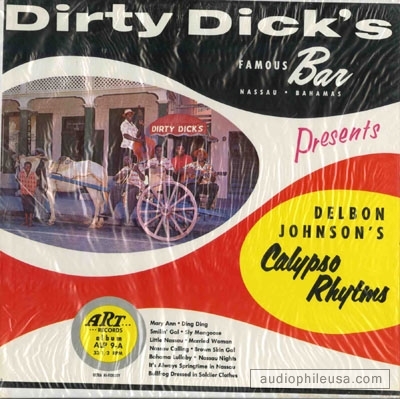 Dirty Dick's
FAMOUS Bar
NASSAU • BAHAMAS
Presents
DIRTY DICKS
DELBON
JOHNSON'S
Calypso
Rhytms
ART
RECORDS
album
ALP 9-A
33 1/3 RPM
Mary Ann • Ding Ding
Smilin' Gal • Sly Mongoose
Little Nassau • Married Woman
Nassau Calling • Brown Skin Gal
Bahama Lullaby • Nassau Nights
It's Always Springtime in Nassau
Bullfrog Dressed in Soldier Clothes
audiophileusa.com